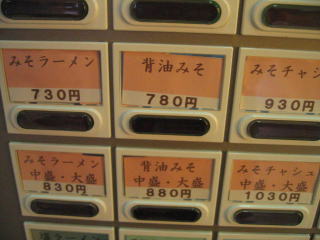 みそラーメン
730円
背油みそ
780円
みそチャシ
930円
みそラーメン
中盛・大盛
830円
背油みそ
中盛・大盛
880円
みそチャシュ
中盛・大盛
1030円